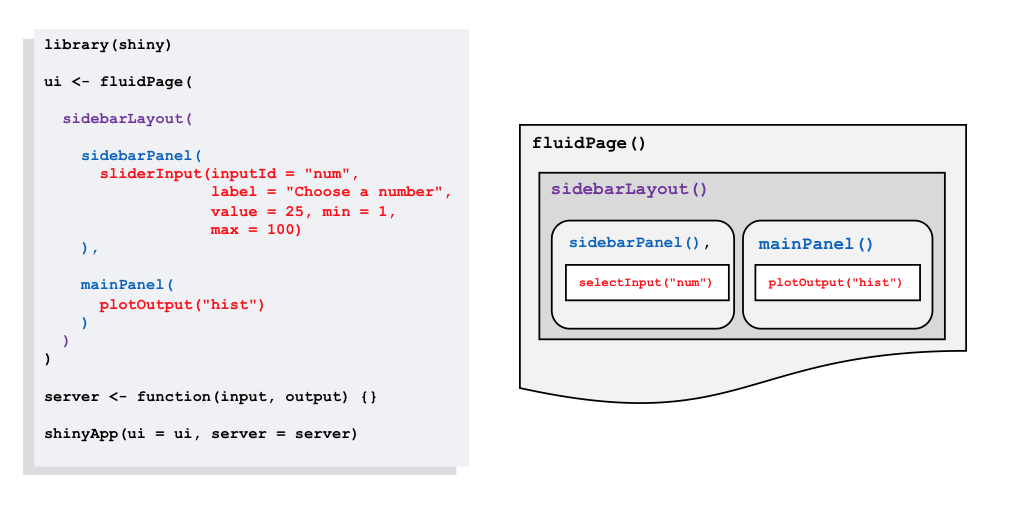 library(shiny)
ui <- fluidPage(
sidebarLayout(
sidebarPanel(
sliderInput(inputId = "num",
label = "Choose a number",
value = 25, min = 1,
max = 100)
),
mainPanel(
plotOutput("hist")
)
)
)
server <- function(input, output) {}
shinyApp(ui = ui, server = server)
fluidPage()
sidebarLayout()
sidebarPanel(),
selectInput("num")
mainPanel()
plotOutput("hist")